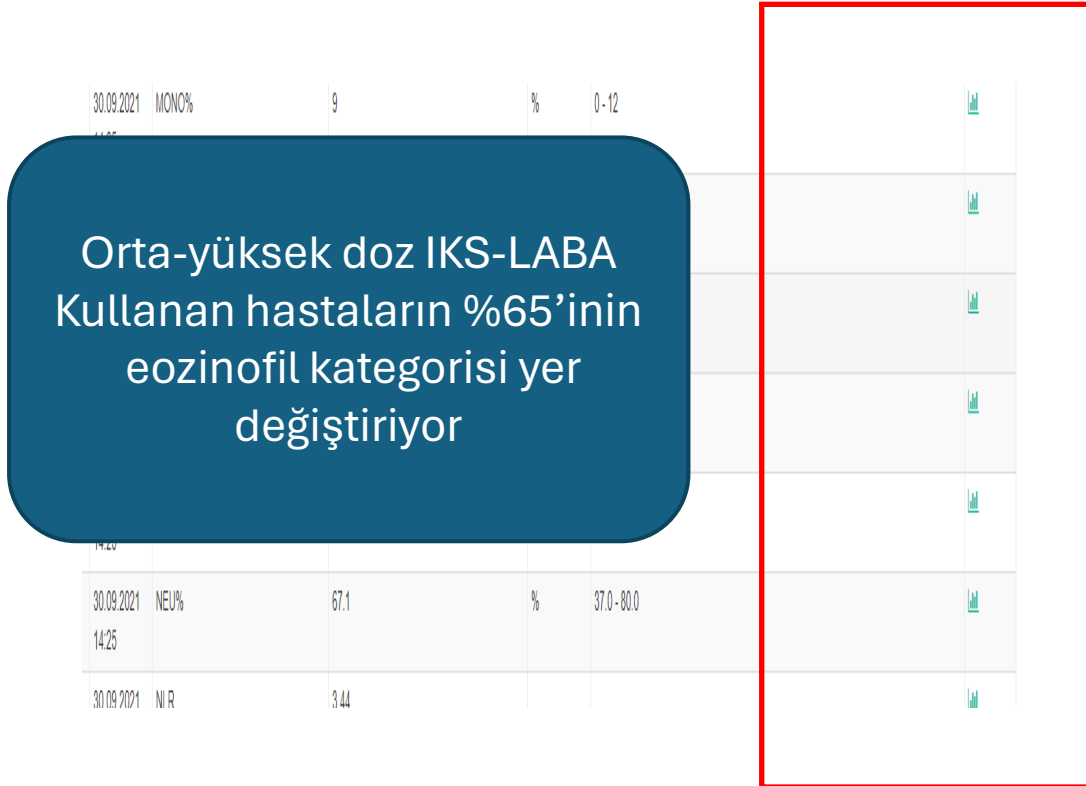 30.09.2021 MONO% 9 % 0 - 12
Orta-yüksek doz IKS-LABA
Kullanan hastaların %65’inin
eozinofil kategorisi yer
değiştiriyor
30.09.2021 NEU% 67.1 % 37.0 - 80.0
14:25
30.09.2021 NLR 3.44